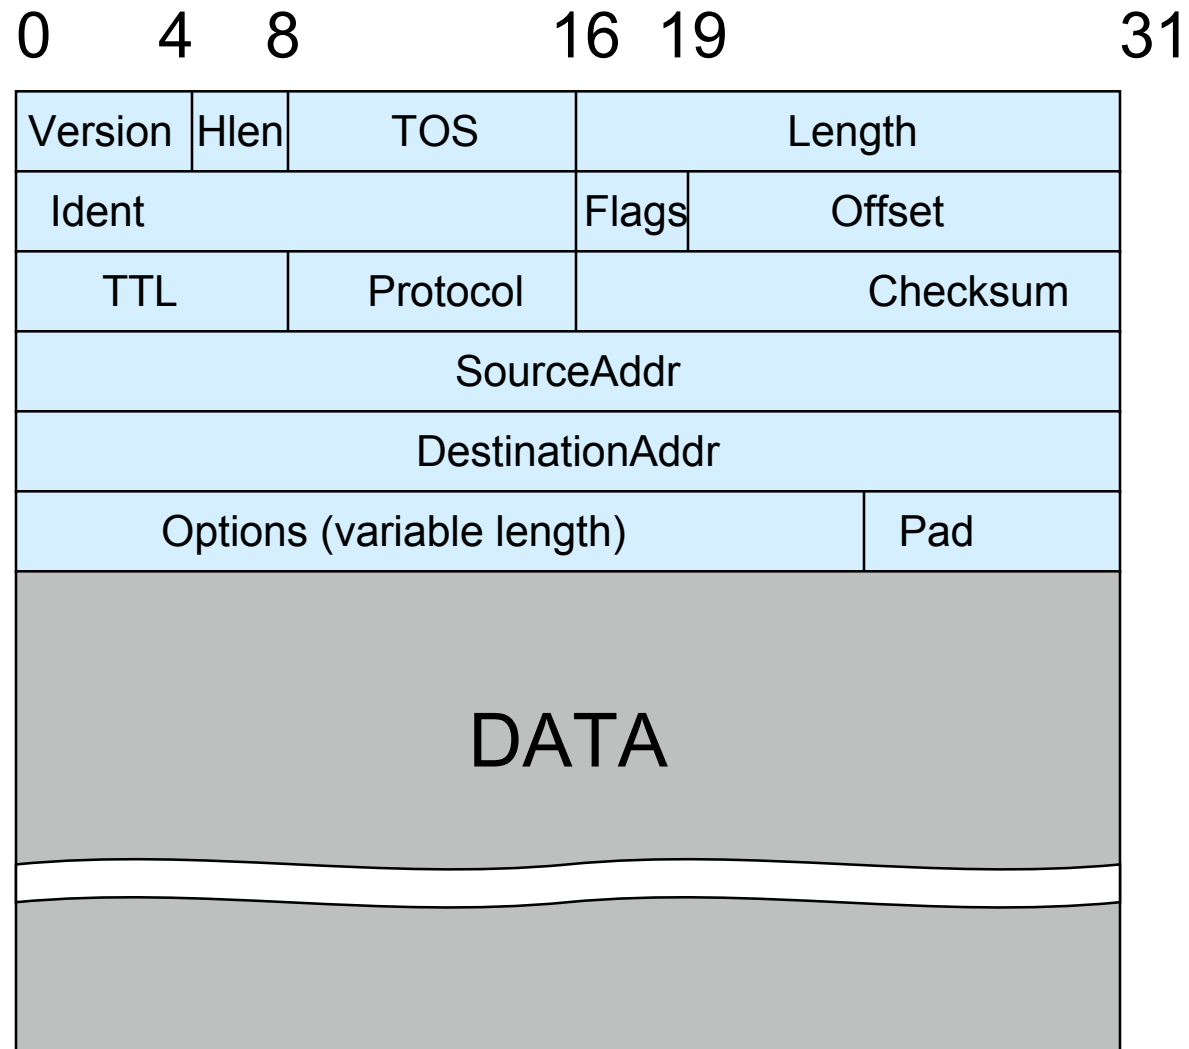 0 4 8 16 19 31
Version Hlen TOS Length
Ident Flags Offset
TTL Protocol Checksum
SourceAddr
DestinationAddr
Options (variable length) Pad
DATA